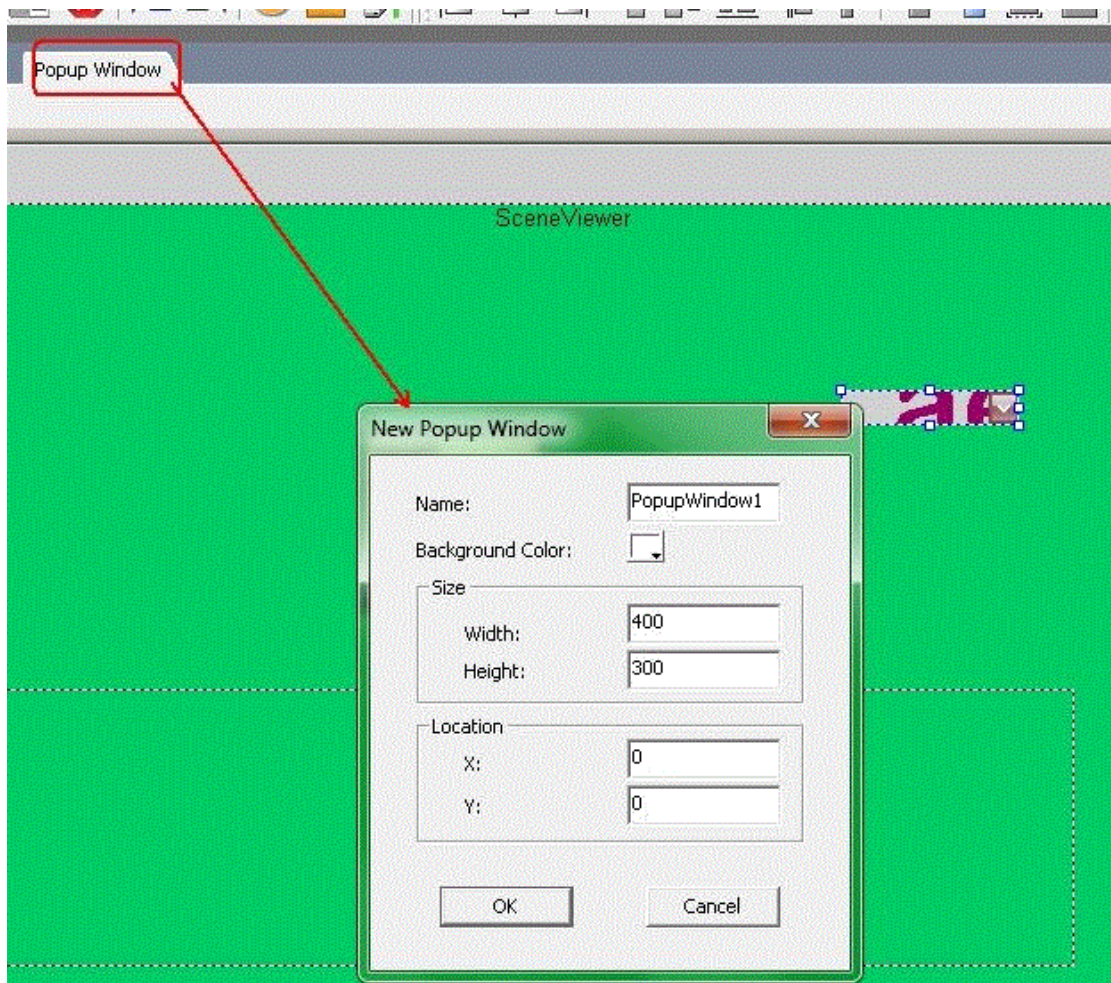 Popup Window
SceneViewer
New Popup Window
Name: PopupWindow1
Background Color:
Size
Width: 400
Height: 300
Location
X: 0
Y: 0
OK Cancel